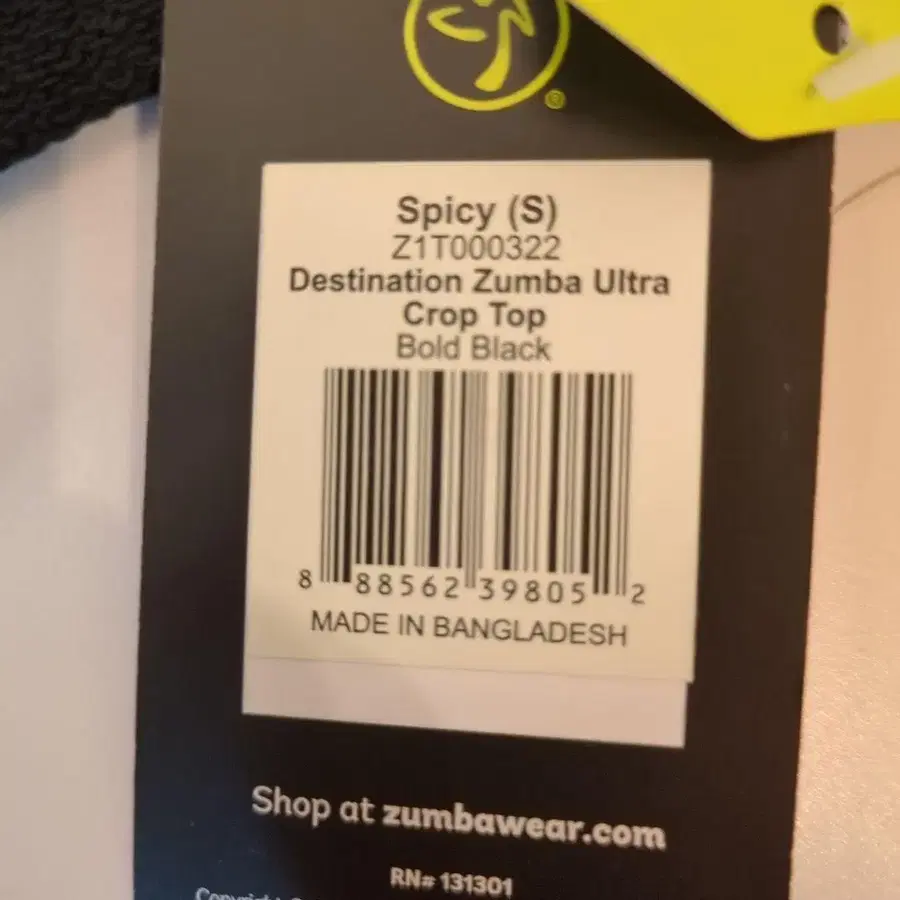 ®
Spicy (S)
Z1T000322
Destination Zumba Ultra
Crop Top
Bold Black
8 88562 39805 2
MADE IN BANGLADESH
Shop at zumbawear.com
RN# 131301
Copyright